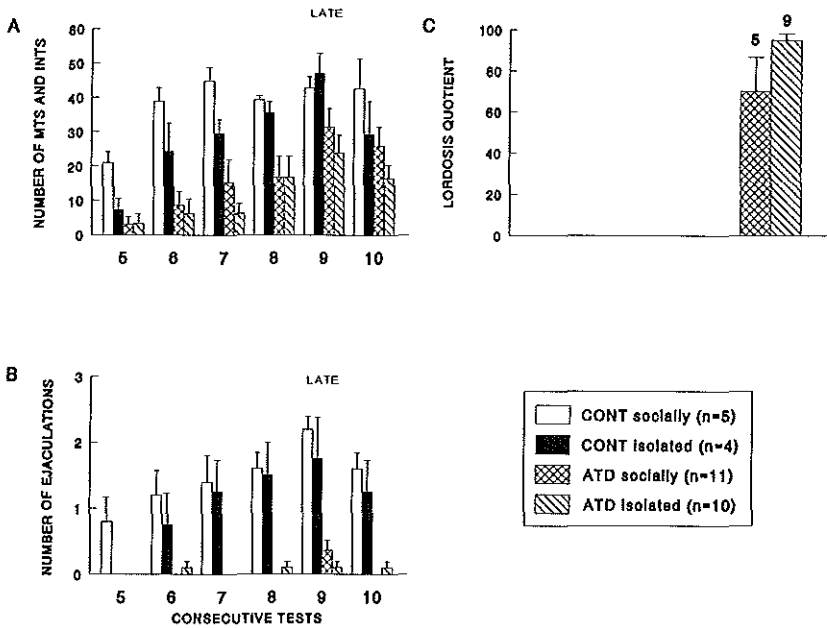 A
LATE
NUMBER OF MTS AND INTS
60
50
40
30
20
10
0
5 6 7 8 9 10
C
LORDOSIS QUOTIENT
100
80
60
40
20
0
5 9
B
LATE
NUMBER OF EJACULATIONS
3
2
1
0
5 6 7 8 9 10
CONSECUTIVE TESTS
CONT socially (n=5)
CONT isolated (n=4)
ATD socially (n=11)
ATD isolated (n=10)